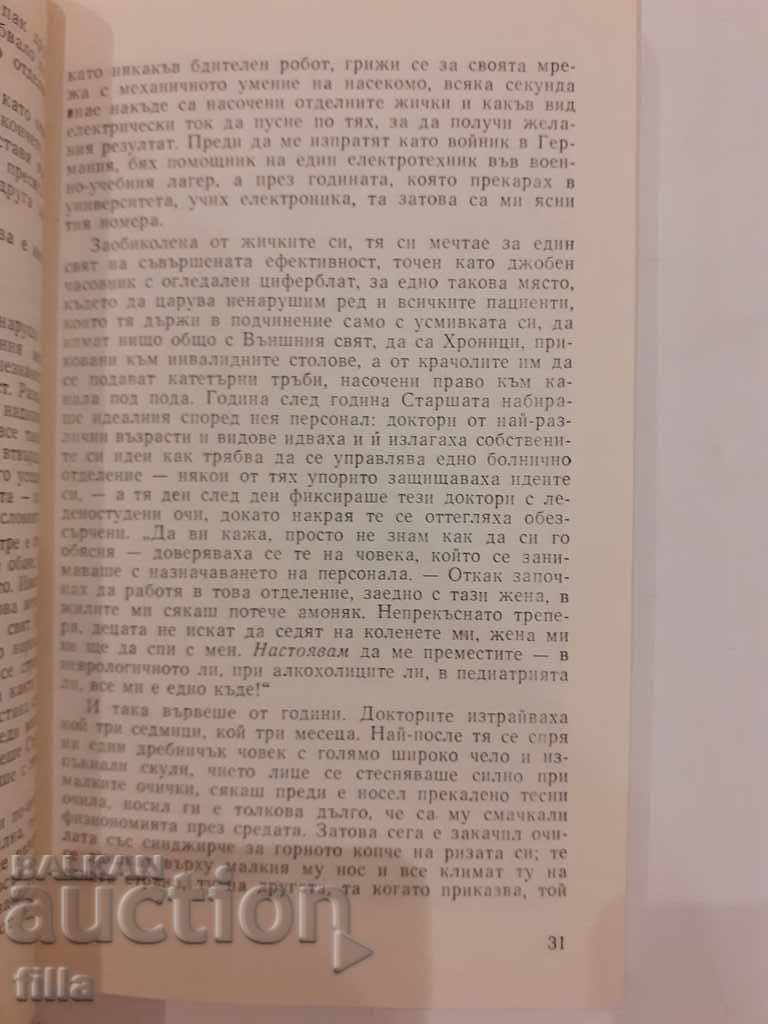 като някакъв бдителен робот, грижи се за своята мре-
жа с механичното умение на насекомо, всяка секунда
знае накъде са насочени отделните жички и какъв вид
електрически ток да пусне по тях, за да получи жела-
ния резултат. Преди да ме изпратят като войник в Гер-
мания, бях помощник на един електротехник във воен-
но-учебния лагер, а през годината, която прекарах в
университета, учих електроника, та затова са ми ясни
тия номера.
Заобиколена от жичките си, тя си мечтае за един
свят на съвършената ефективност, точен като джобен
часовник с огледален циферблат, за едно такова място,
където да царува ненарушим ред и всичките пациенти,
които тя държи в подчинение само с усмивката си, да
нямат нищо общо с Външния свят, да са Хроници, при-
ковани към инвалидните столове, а от крачолите им да
се подават катетърни тръби, насочени право към ка-
нала под пода. Година след година Старшата набира-
ше идеалния според нея персонал: доктори от най-раз-
лични възрасти и видове идваха и ѝ излагаха собствени-
те си идеи как трябва да се управлява едно болнично
отделение — някои от тях упорито защищаваха идеите
си, — а тя ден след ден фиксираше тези доктори с ле-
деностудени очи, докато накрая те се оттегляха обез-
сърчени. „Да ви кажа, просто не знам как да си го
обясня — доверяваха се те на човека, който се зани-
маваше с назначаването на персонала. — Откак започ-
нах да работя в това отделение, заедно с тази жена, в
жилите ми сякаш потече амоняк. Непрекъснато трепе-
ря, децата не искат да седят на коленете ми, жена ми
не ще да спи с мен. Настоявам да ме преместите — в
неврологичното ли, при алкохолиците ли, в педиатрията
ли, все ми е едно къде!“
И така вървеше от години. Докторите изтрайваха
кой три седмици, кой три месеца. Най-после тя се спря
на един дребничък човек с голямо широко чело и из-
пъкнали скули, чието лице се стесняваше силно при
малките очички, сякаш преди е носел прекалено тесни
очила, носил ги е толкова дълго, че са му смачкали
физиономията през средата. Затова сега е закачил очи-
лата със синджирче за горното копче на ризата си; те
върху малкия му нос и все климат ту на
ту на другата, та когато приказва, той
31
BALKAN
auction
filla